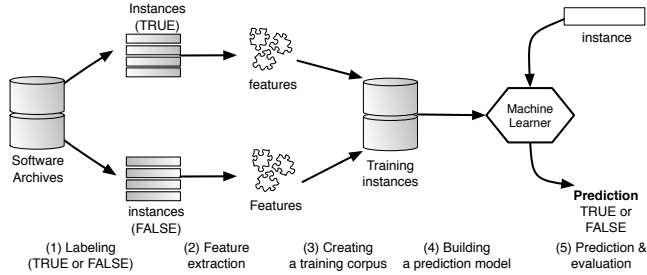 Instances
(TRUE)
features
instance
Machine
Learner
Software
Archives
Training
instances
instances
(FALSE)
Features
Prediction
TRUE or
FALSE
(1) Labeling
(TRUE or FALSE)
(2) Feature
extraction
(3) Creating
a training corpus
(4) Building
a prediction model
(5) Prediction &
evaluation